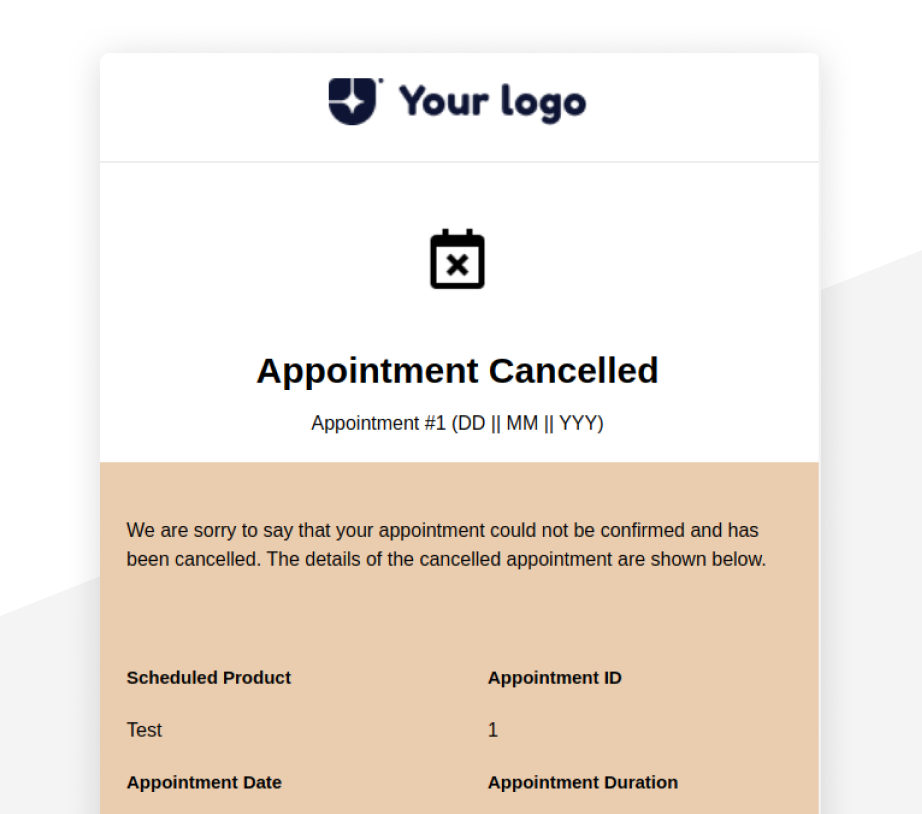 Your logo
Appointment Cancelled
Appointment #1 (DD || MM || YYY)
We are sorry to say that your appointment could not be confirmed and has
been cancelled. The details of the cancelled appointment are shown below.
Scheduled Product
Appointment ID
Test
1
Appointment Date
Appointment Duration